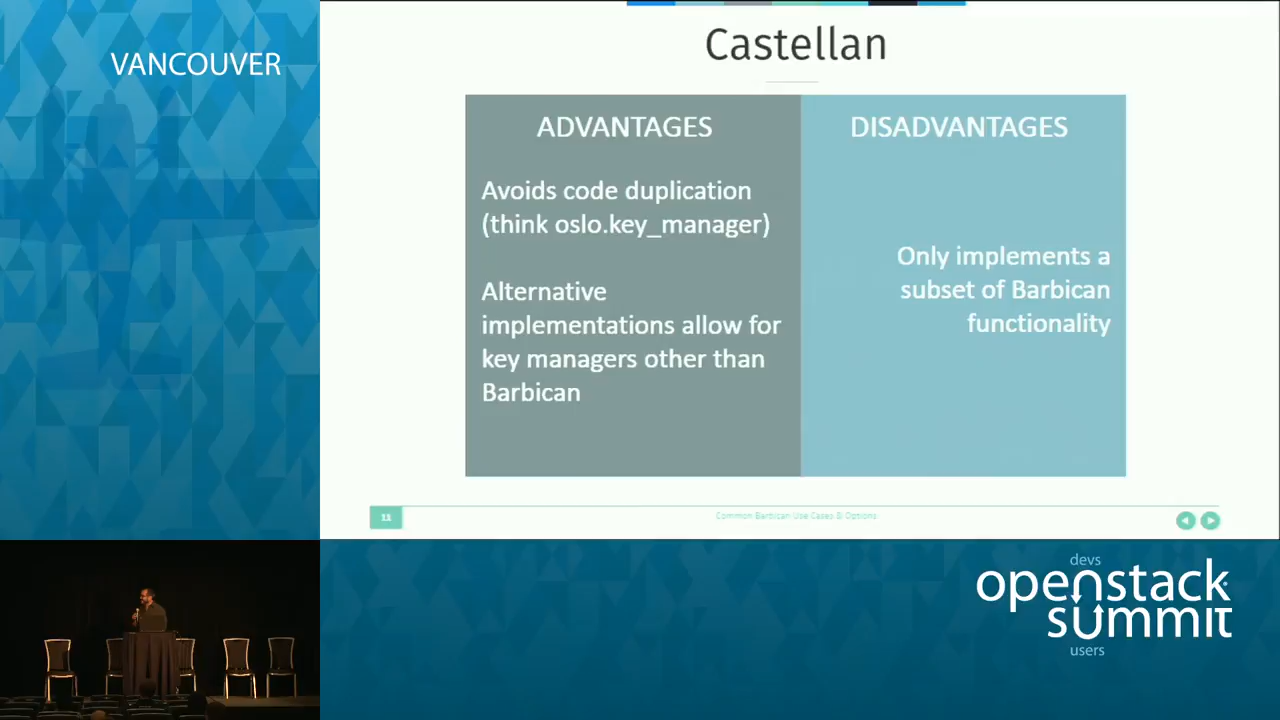 VANCOUVER
Castellan
ADVANTAGES
Avoids code duplication
(think oslo.key_manager)
Alternative
implementations allow for
key managers other than
Barbican
DISADVANTAGES
Only implements a
subset of Barbican
functionality
11
Common Barbican Use Cases & Options
devs
openstack
summit
users